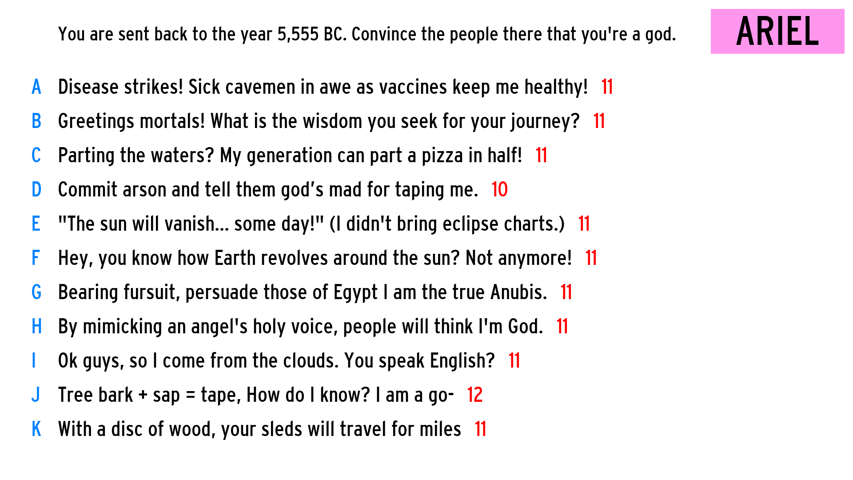 You are sent back to the year 5,555 BC. Convince the people there that you're a god.
ARIEL
A Disease strikes! Sick cavemen in awe as vaccines keep me healthy! 11
B Greetings mortals! What is the wisdom you seek for your journey? 11
C Parting the waters? My generation can part a pizza in half! 11
D Commit arson and tell them god’s mad for taping me. 10
E "The sun will vanish... some day!" (I didn't bring eclipse charts.) 11
F Hey, you know how Earth revolves around the sun? Not anymore! 11
G Bearing fursuit, persuade those of Egypt I am the true Anubis. 11
H By mimicking an angel's holy voice, people will think I'm God. 11
I Ok guys, so I come from the clouds. You speak English? 11
J Tree bark + sap = tape, How do I know? I am a go- 12
K With a disc of wood, your sleds will travel for miles 11